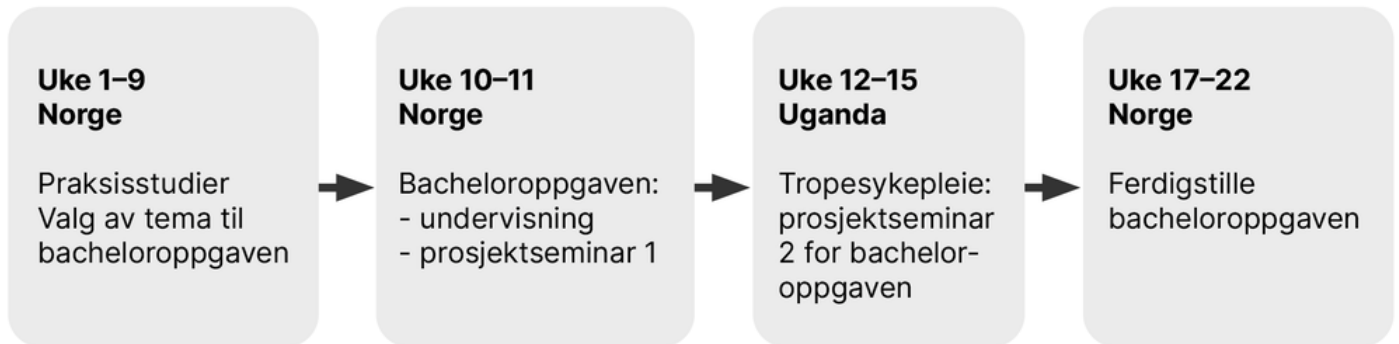 Uke 1–9
Norge
Praksisstudier
Valg av tema til
bacheloroppgaven
Uke 10–11
Norge
Bacheloroppgaven:
- undervisning
- prosjektseminar 1
Uke 12–15
Uganda
Tropesykepleie:
prosjektseminar
2 for bachelor-
oppgaven
Uke 17–22
Norge
Ferdigstille
bacheloroppgaven